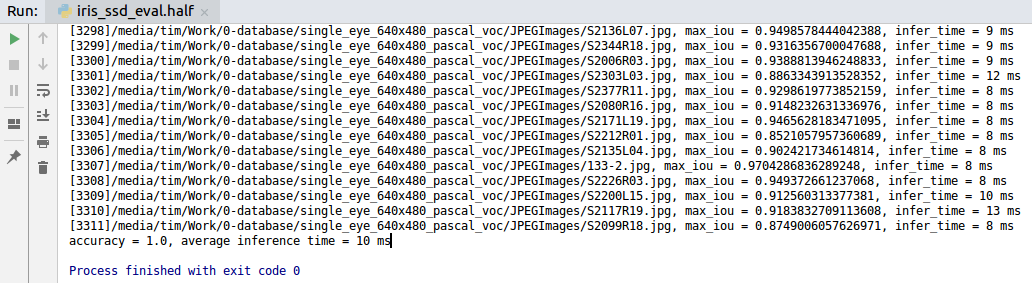 Run: iris_ssd_eval.half ×
[3298]/media/tim/Work/0-database/single_eye_640x480_pascal_voc/JPEGImages/S2136L07.jpg, max_iou = 0.9498578444042388, infer_time = 9 ms
[3299]/media/tim/Work/0-database/single_eye_640x480_pascal_voc/JPEGImages/S2344R18.jpg, max_iou = 0.9316356700047688, infer_time = 9 ms
[3300]/media/tim/Work/0-database/single_eye_640x480_pascal_voc/JPEGImages/S2006R03.jpg, max_iou = 0.9388813946248833, infer_time = 9 ms
[3301]/media/tim/Work/0-database/single_eye_640x480_pascal_voc/JPEGImages/S2303L03.jpg, max_iou = 0.8863343913528352, infer_time = 12 ms
[3302]/media/tim/Work/0-database/single_eye_640x480_pascal_voc/JPEGImages/S2377R11.jpg, max_iou = 0.9298619773852159, infer_time = 8 ms
[3303]/media/tim/Work/0-database/single_eye_640x480_pascal_voc/JPEGImages/S2080R16.jpg, max_iou = 0.9148232631336976, infer_time = 8 ms
[3304]/media/tim/Work/0-database/single_eye_640x480_pascal_voc/JPEGImages/S2171L19.jpg, max_iou = 0.9465628183471095, infer_time = 8 ms
[3305]/media/tim/Work/0-database/single_eye_640x480_pascal_voc/JPEGImages/S2212R01.jpg, max_iou = 0.8521057957360689, infer_time = 8 ms
[3306]/media/tim/Work/0-database/single_eye_640x480_pascal_voc/JPEGImages/S2135L04.jpg, max_iou = 0.902421734614814, infer_time = 8 ms
[3307]/media/tim/Work/0-database/single_eye_640x480_pascal_voc/JPEGImages/133-2.jpg, max_iou = 0.9704286836289248, infer_time = 8 ms
[3308]/media/tim/Work/0-database/single_eye_640x480_pascal_voc/JPEGImages/S2226R03.jpg, max_iou = 0.949372661237068, infer_time = 8 ms
[3309]/media/tim/Work/0-database/single_eye_640x480_pascal_voc/JPEGImages/S2200L15.jpg, max_iou = 0.912560313377381, infer_time = 10 ms
[3310]/media/tim/Work/0-database/single_eye_640x480_pascal_voc/JPEGImages/S2117R19.jpg, max_iou = 0.9183832709113608, infer_time = 13 ms
[3311]/media/tim/Work/0-database/single_eye_640x480_pascal_voc/JPEGImages/S2099R18.jpg, max_iou = 0.8749006057626971, infer_time = 8 ms
accuracy = 1.0, average inference time = 10 ms
Process finished with exit code 0